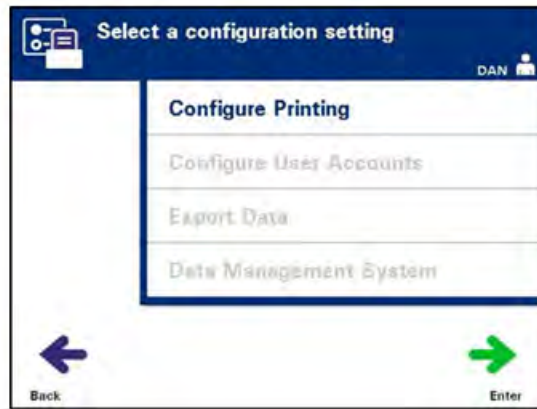 Select a configuration setting
DAN
Configure Printing
Configure User Accounts
Export Data
Data Management System
Back
Enter